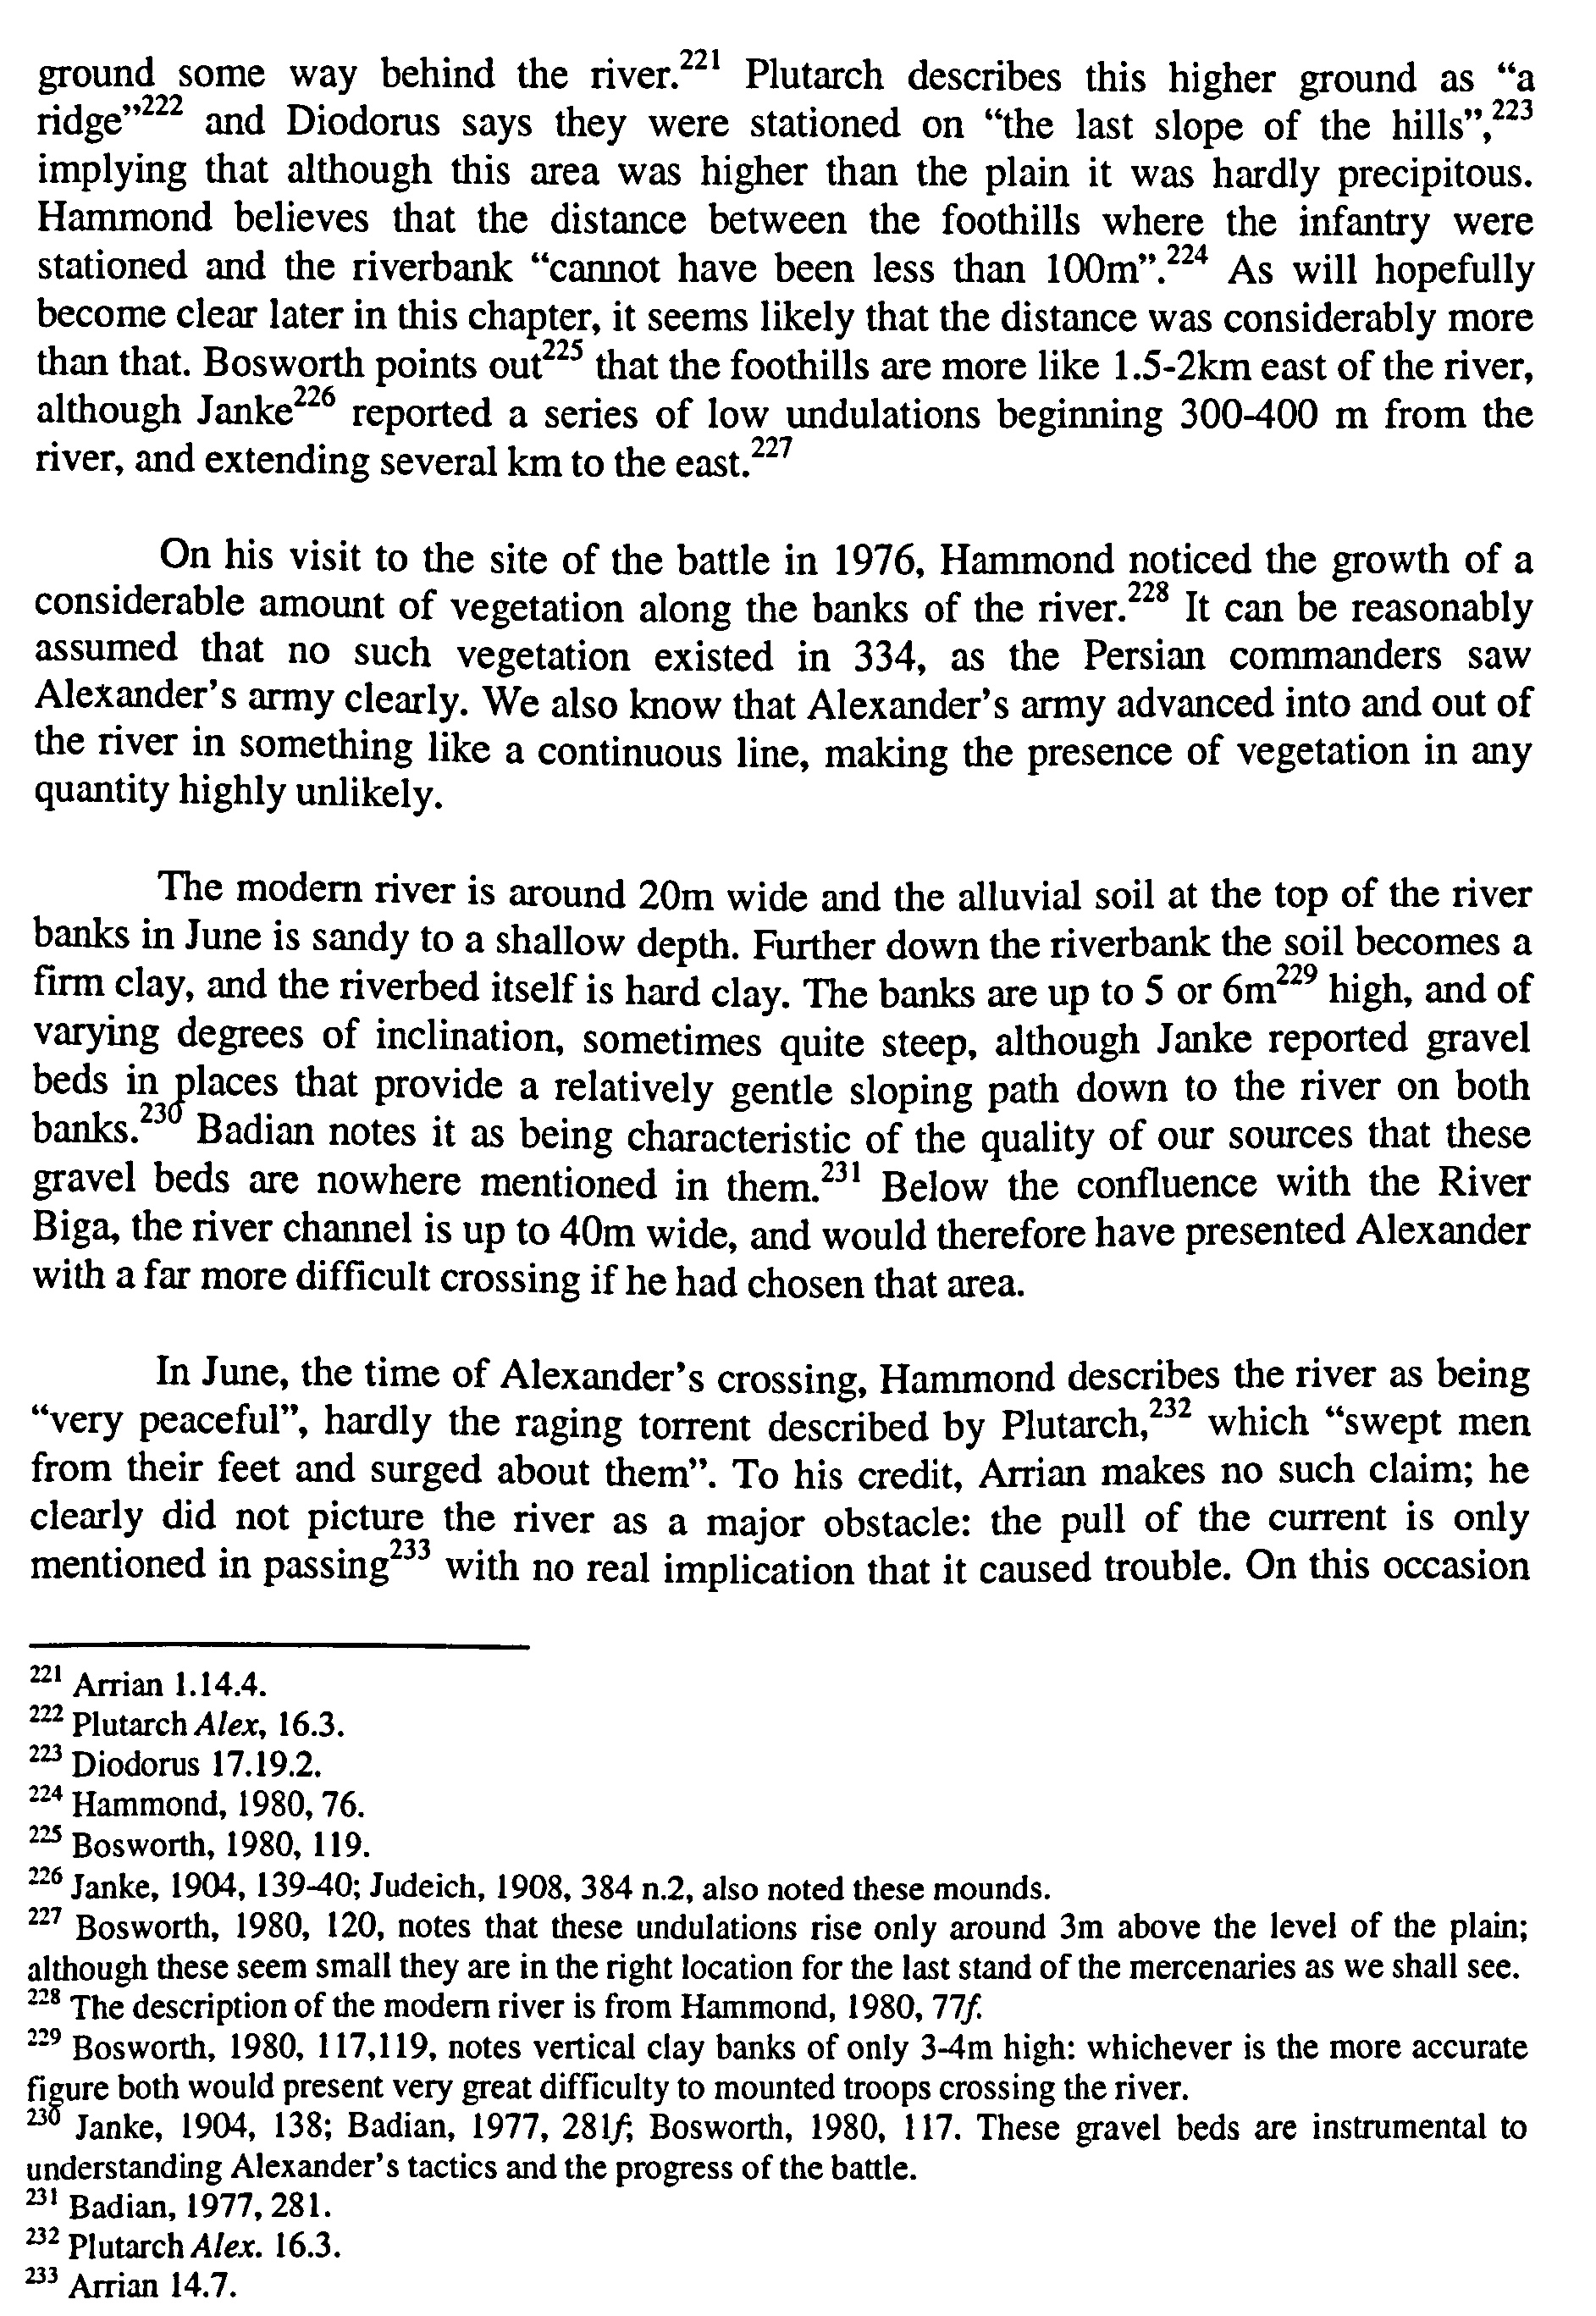 ground some way behind the river.221 Plutarch describes this higher ground as “a
ridge”222 and Diodorus says they were stationed on “the last slope of the hills”,223
implying that although this area was higher than the plain it was hardly precipitous.
Hammond believes that the distance between the foothills where the infantry were
stationed and the riverbank “cannot have been less than 100m”.224 As will hopefully
become clear later in this chapter, it seems likely that the distance was considerably more
than that. Bosworth points out225 that the foothills are more like 1.5-2km east of the river,
although Janke226 reported a series of low undulations beginning 300-400 m from the
river, and extending several km to the east.227
On his visit to the site of the battle in 1976, Hammond noticed the growth of a
considerable amount of vegetation along the banks of the river.228 It can be reasonably
assumed that no such vegetation existed in 334, as the Persian commanders saw
Alexander’s army clearly. We also know that Alexander’s army advanced into and out of
the river in something like a continuous line, making the presence of vegetation in any
quantity highly unlikely.
The modern river is around 20m wide and the alluvial soil at the top of the river
banks in June is sandy to a shallow depth. Further down the riverbank the soil becomes a
firm clay, and the riverbed itself is hard clay. The banks are up to 5 or 6m229 high, and of
varying degrees of inclination, sometimes quite steep, although Janke reported gravel
beds in places that provide a relatively gentle sloping path down to the river on both
banks.230 Badian notes it as being characteristic of the quality of our sources that these
gravel beds are nowhere mentioned in them.231 Below the confluence with the River
Biga, the river channel is up to 40m wide, and would therefore have presented Alexander
with a far more difficult crossing if he had chosen that area.
In June, the time of Alexander’s crossing, Hammond describes the river as being
“very peaceful”, hardly the raging torrent described by Plutarch,232 which “swept men
from their feet and surged about them”. To his credit, Arrian makes no such claim; he
clearly did not picture the river as a major obstacle: the pull of the current is only
mentioned in passing233 with no real implication that it caused trouble. On this occasion
221 Arrian 1.14.4.
222 Plutarch Alex, 16.3.
223 Diodorus 17.19.2.
224 Hammond, 1980, 76.
225 Bosworth, 1980, 119.
226 Janke, 1904, 139-40; Judeich, 1908, 384 n.2, also noted these mounds.
227 Bosworth, 1980, 120, notes that these undulations rise only around 3m above the level of the plain;
although these seem small they are in the right location for the last stand of the mercenaries as we shall see.
228 The description of the modern river is from Hammond, 1980, 77f.
229 Bosworth, 1980, 117,119, notes vertical clay banks of only 3-4m high: whichever is the more accurate
figure both would present very great difficulty to mounted troops crossing the river.
230 Janke, 1904, 138; Badian, 1977, 281f; Bosworth, 1980, 117. These gravel beds are instrumental to
understanding Alexander’s tactics and the progress of the battle.
231 Badian, 1977, 281.
232 Plutarch Alex. 16.3.
233 Arrian 14.7.